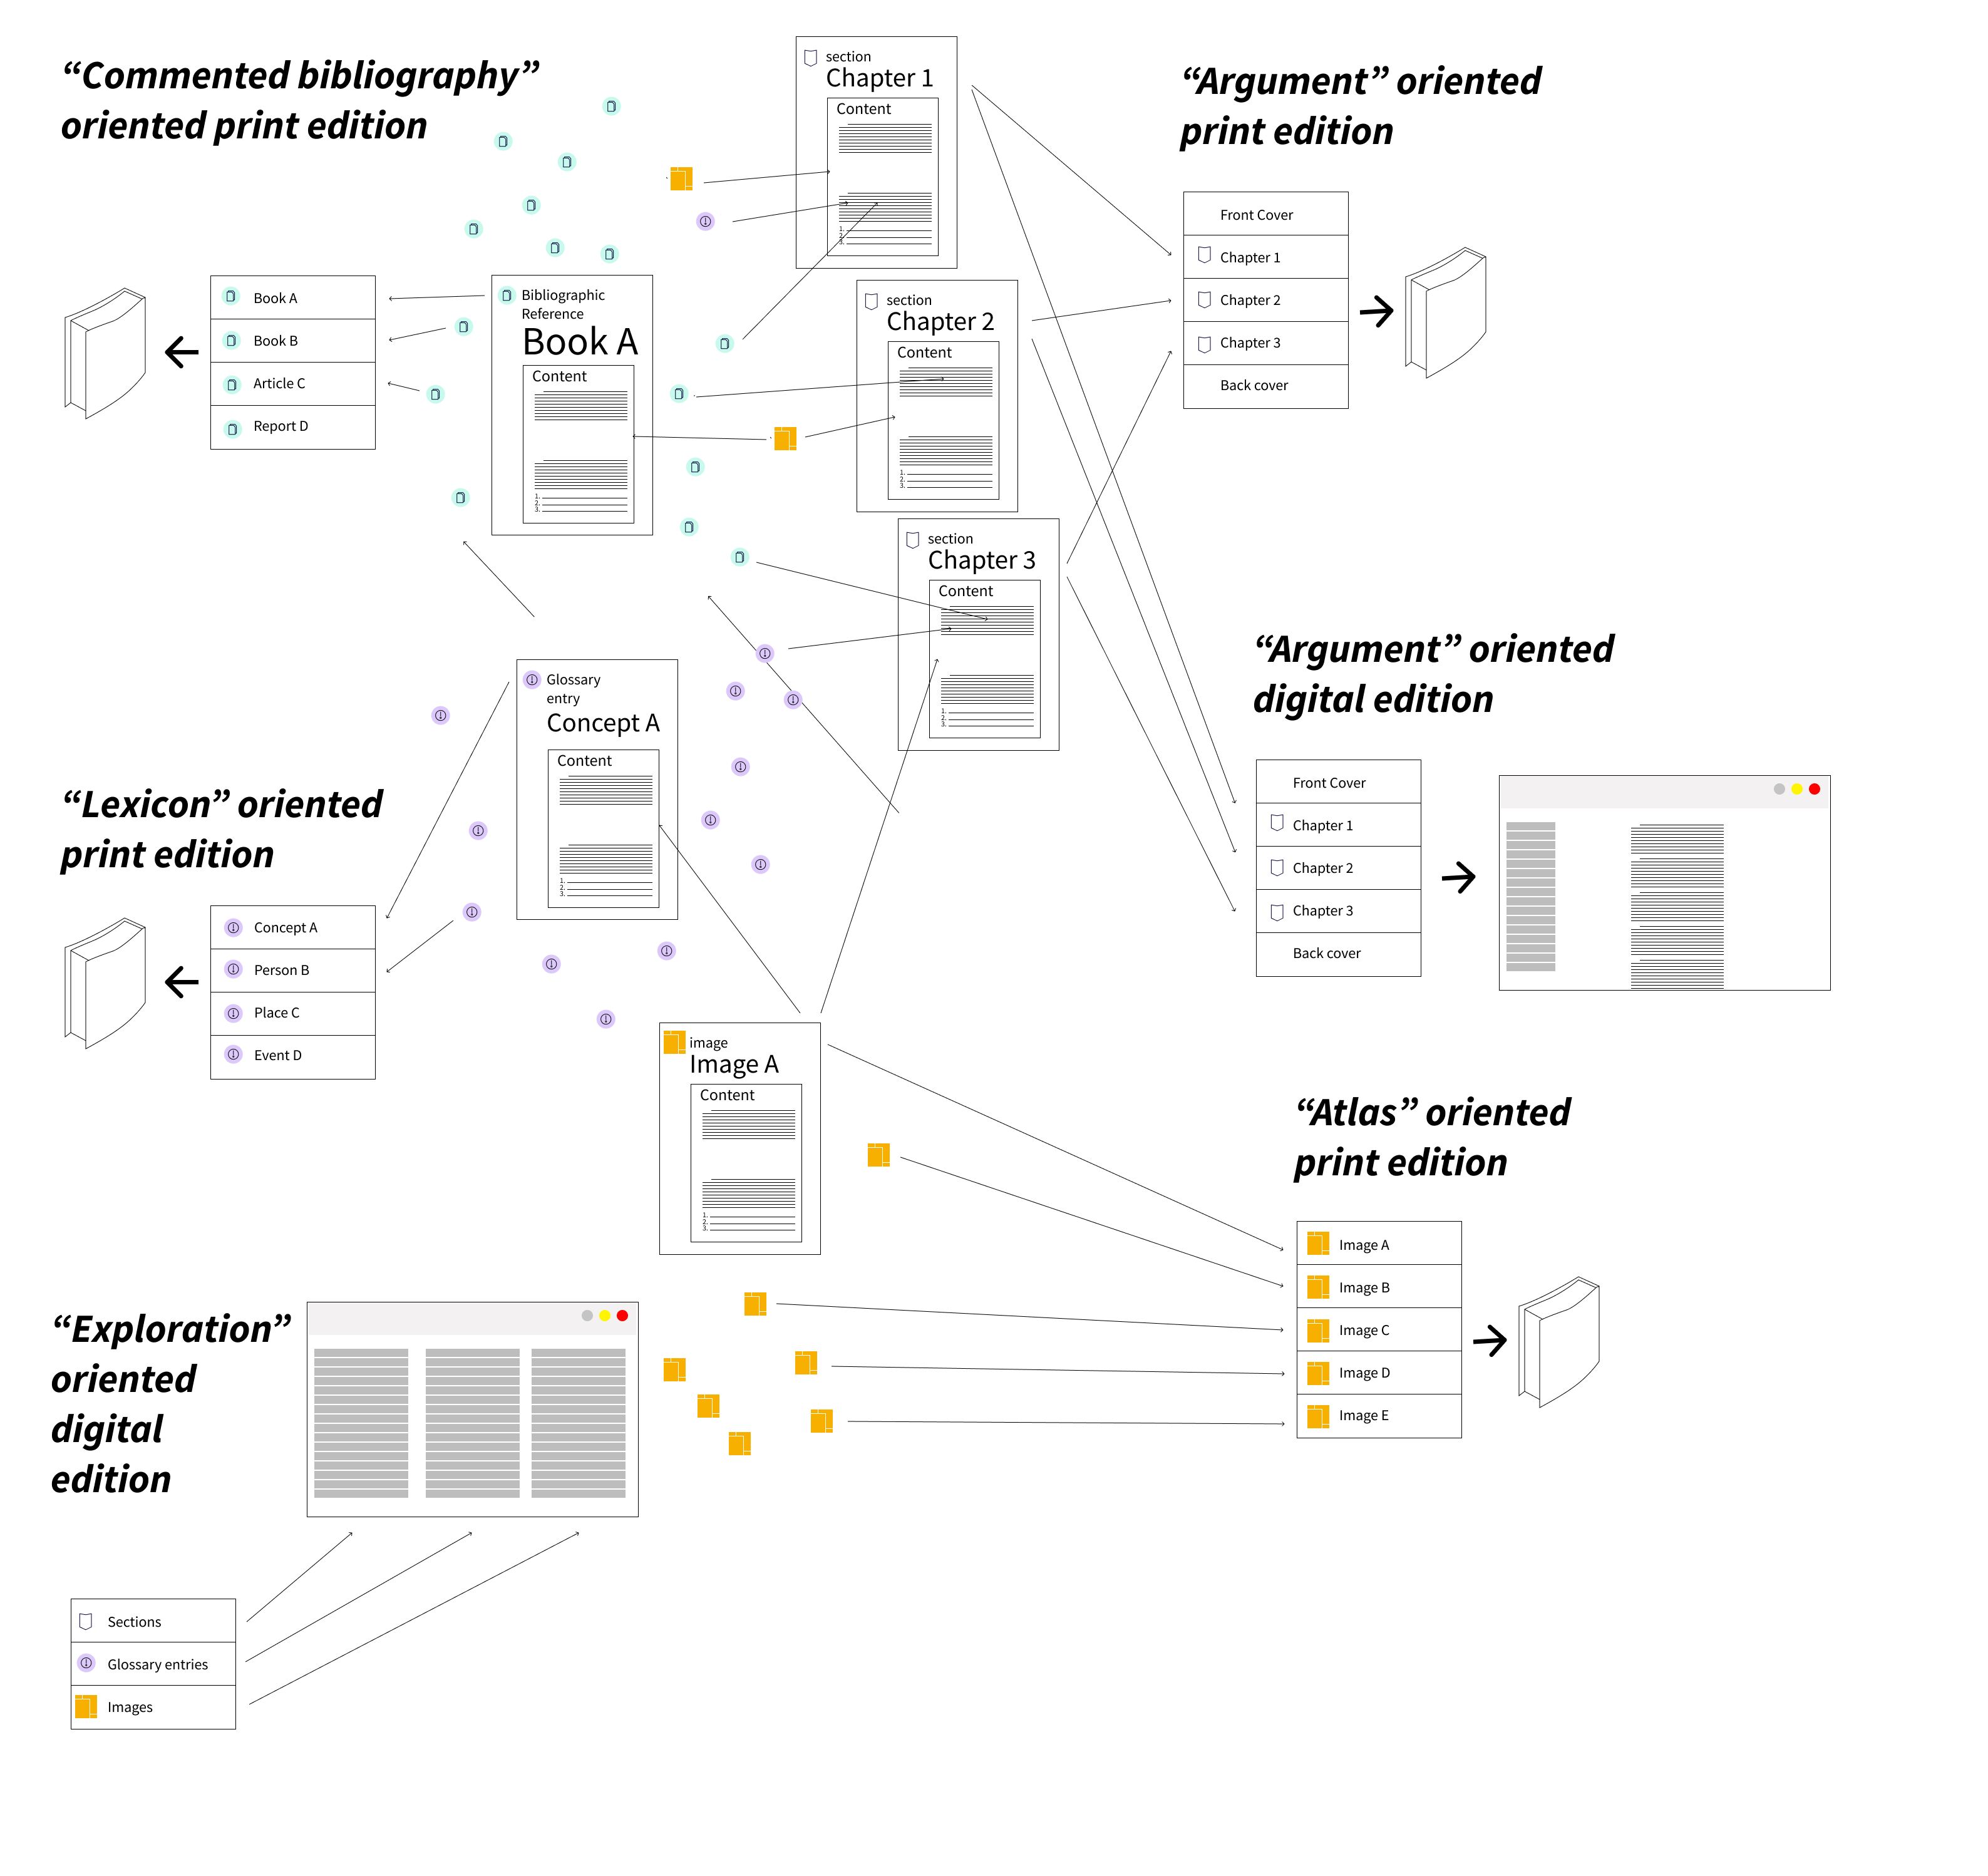 “Commented bibliography”
oriented print edition
Book A
Book B
Article C
Report D
Bibliographic
Reference
Book A
Content
1.
2.
3.
section
Chapter 1
Content
1.
2.
3.
section
Chapter 2
Content
1.
2.
3.
section
Chapter 3
Content
1.
2.
3.
“Argument” oriented
print edition
Front Cover
Chapter 1
Chapter 2
Chapter 3
Back cover
“Argument” oriented
digital edition
Front Cover
Chapter 1
Chapter 2
Chapter 3
Back cover
Glossary
entry
Concept A
Content
1.
2.
3.
“Lexicon” oriented
print edition
Concept A
Person B
Place C
Event D
image
Image A
Content
1.
2.
3.
“Atlas” oriented
print edition
Image A
Image B
Image C
Image D
Image E
“Exploration”
oriented
digital
edition
Sections
Glossary entries
Images